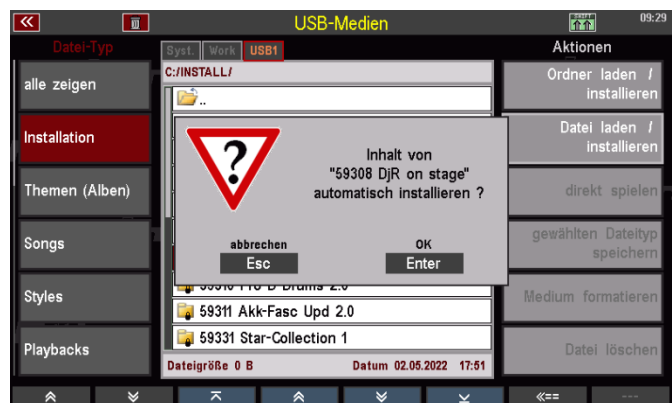 USB-Medien
SHIFT
09:29
Datei-Typ
Syst. Work USB1
Aktionen
C:/INSTALL/
alle zeigen
..
Ordner laden /
installieren
Installation
Datei laden /
installieren
Inhalt von
"59308 DjR on stage"
automatisch installieren ?
Themen (Alben)
direkt spielen
abbrechen
OK
Esc
Enter
Songs
gewählten Dateityp
speichern
Styles
59311 Akk-Fasc Upd 2.0
Medium formatieren
59331 Star-Collection 1
Playbacks
Datei löschen
Dateigröße 0 B
Datum 02.05.2022 17:51
«==
---